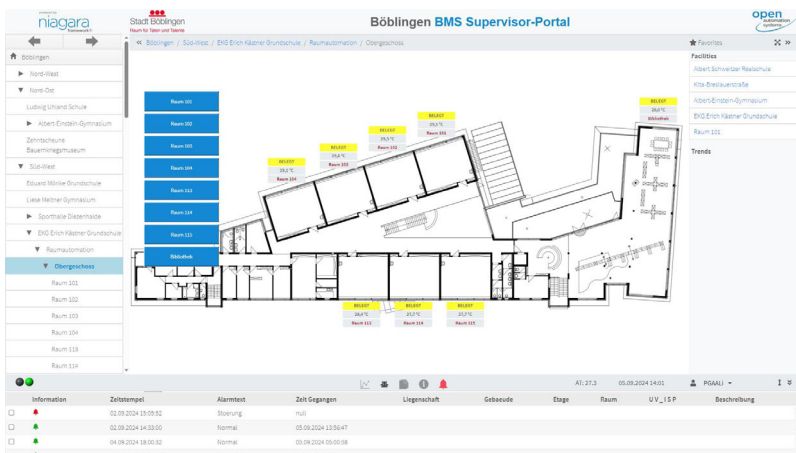 powered by
niagara
framework®
Stadt Böblingen
Raum für Taten und Talente
Böblingen BMS Supervisor-Portal
open
automation
systems
« Böblingen / Süd-West / EKG Erich Kästner Grundschule / Raumautomation / Obergeschoss
Favorites
Böblingen
Nord-West
Nord-Ost
Ludwig Uhland Schule
Albert-Einstein-Gymnasium
Zehntscheune Bauernkriegsmuseum
Süd-West
Eduard Mörike Grundschule
Liese Meitner Gymnasium
Sporthalle Diezenhalde
EKG Erich Kästner Grundschule
Raumautomation
Obergeschoss
Raum 101
Raum 102
Raum 103
Raum 104
Raum 113
Raum 114
Raum 101
Raum 102
Raum 103
Raum 104
Raum 113
Raum 114
Raum 115
Bibliothek
BELEGT
Raum 104
BELEGT
Raum 103
BELEGT
Raum 102
BELEGT
Raum 101
BELEGT
Bibliothek
BELEGT
Raum 113
BELEGT
Raum 114
BELEGT
Raum 115
Facilities
Albert Schweitzer Realschule
Kita-Breslauerstraße
Albert-Einstein-Gymnasium
EKG Erich Kästner Grundschule
Raum 101
Trends
AT: 27.3
05.09.2024 14:01
PGAALI
Information Zeitstempel Alarmtext Zeit Gegangen Liegenschaft Gebaeude Etage Raum UV_ISP Beschreibung
02.09.2024 15:05:52 Stoerung null
02.09.2024 14:33:00 Normal 05.09.2024 13:56:47
04.09.2024 18:00:32 Normal 05.09.2024 05:00:58